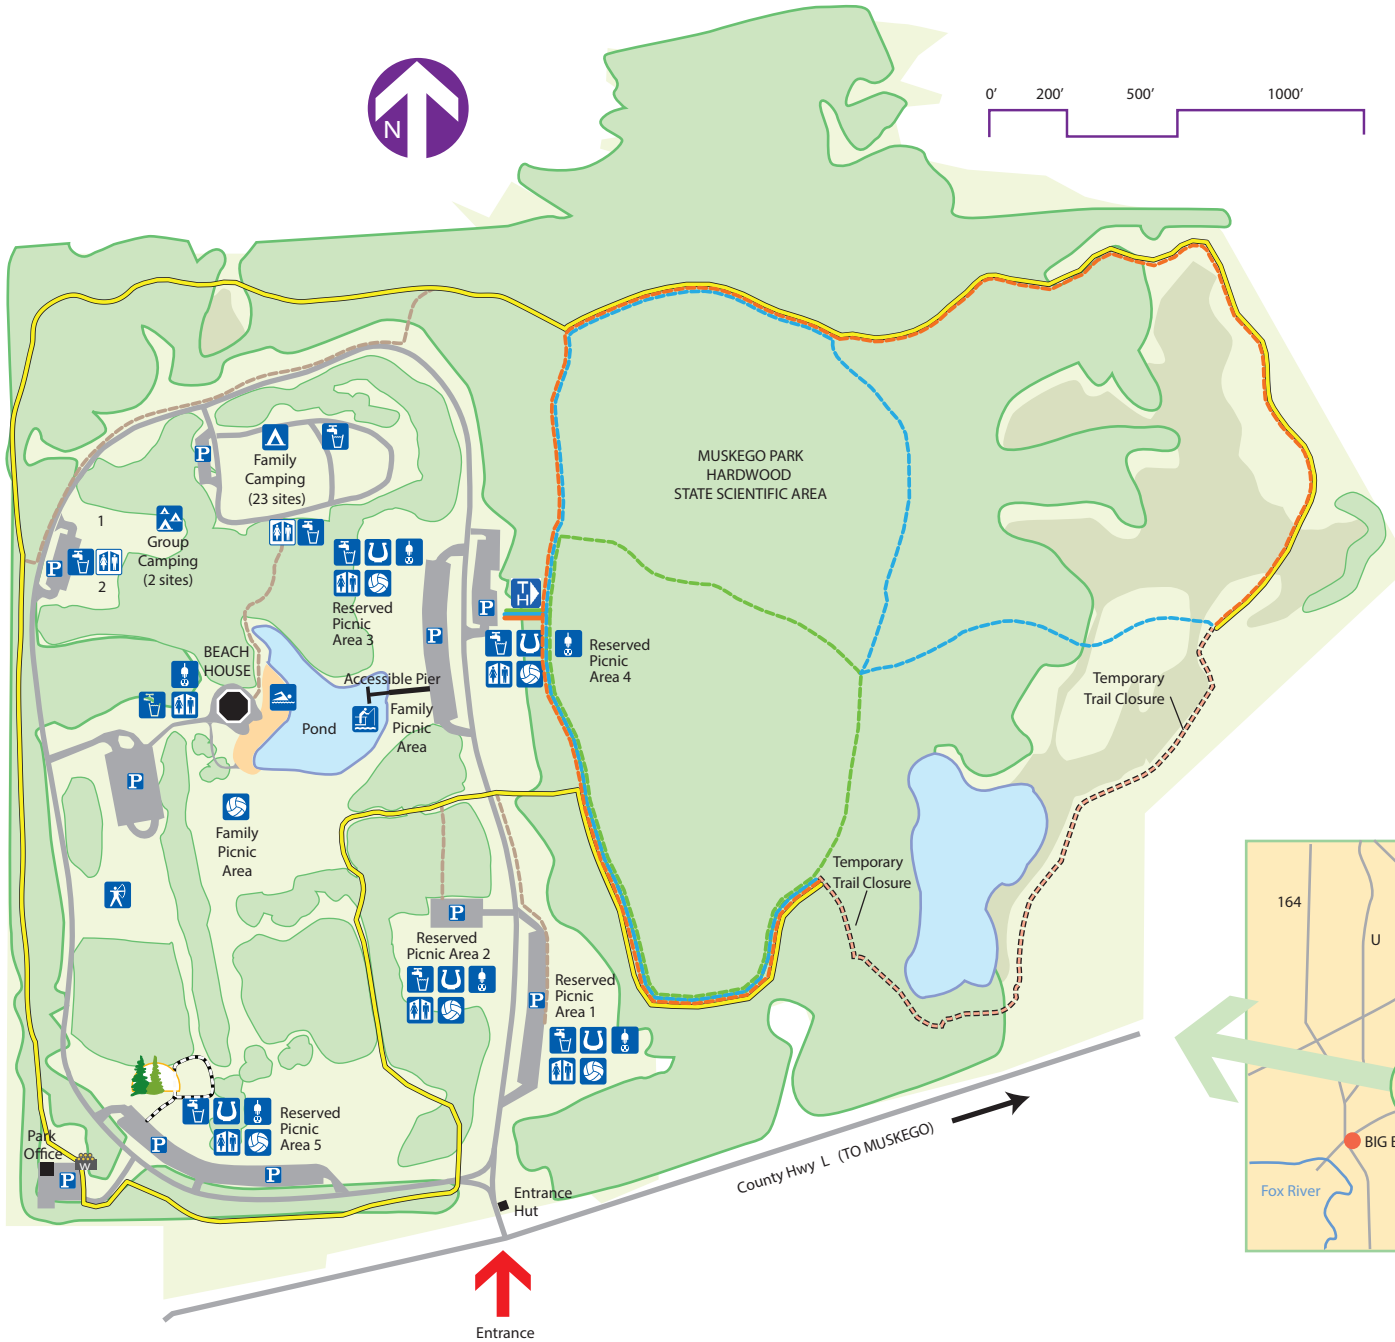 N
0' 200' 500' 1000'
MUSKEGO PARK
HARDWOOD
STATE SCIENTIFIC AREA
P
Family
Camping
(23 sites)
1
Group
Camping
(2 sites)
P
2
Reserved
Picnic
Area 3
P
P
TH
Reserved
Picnic
Area 4
BEACH
HOUSE
Accessible Pier
Family
Picnic
Area
Pond
P
Temporary
Trail Closure
Family
Picnic
Area
Temporary
Trail Closure
P
Reserved
Picnic Area 2
P
Reserved
Picnic
Area 1
164
U
BIG B
Fox River
Reserved
Picnic
Area 5
P
P
Park
Office
W
P
County Hwy L (TO MUSKEGO)
Entrance
Hut
Entrance